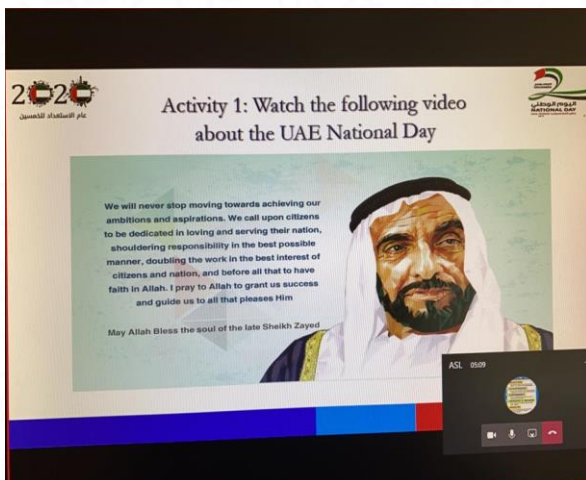 2020
عام الاستعداد للخمسين
اليوم الوطني
NATIONAL DAY
Activity 1: Watch the following video
about the UAE National Day
We will never stop moving towards achieving our
ambitions and aspirations. We call upon citizens
to be dedicated in loving and serving their nation,
shouldering responsibility in the best possible
manner, doubling the work in the best interest of
citizens and nation, and before all that to have
faith in Allah. I pray to Allah to grant us success
and guide us to all that pleases Him
May Allah Bless the soul of the late Sheikh Zayed
ASL 05:09